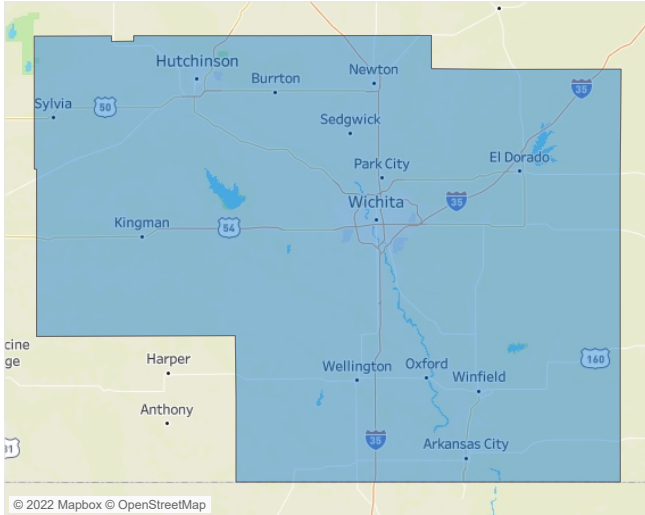 Hutchinson
Newton
Burrton
35
Sylvia
50
Sedgwick
Park City
El Dorado
Wichita
35
Kingman
54
cine
ge
Harper
Wellington
Oxford
Winfield
160
Anthony
35
Arkansas City
31
© 2022 Mapbox © OpenStreetMap